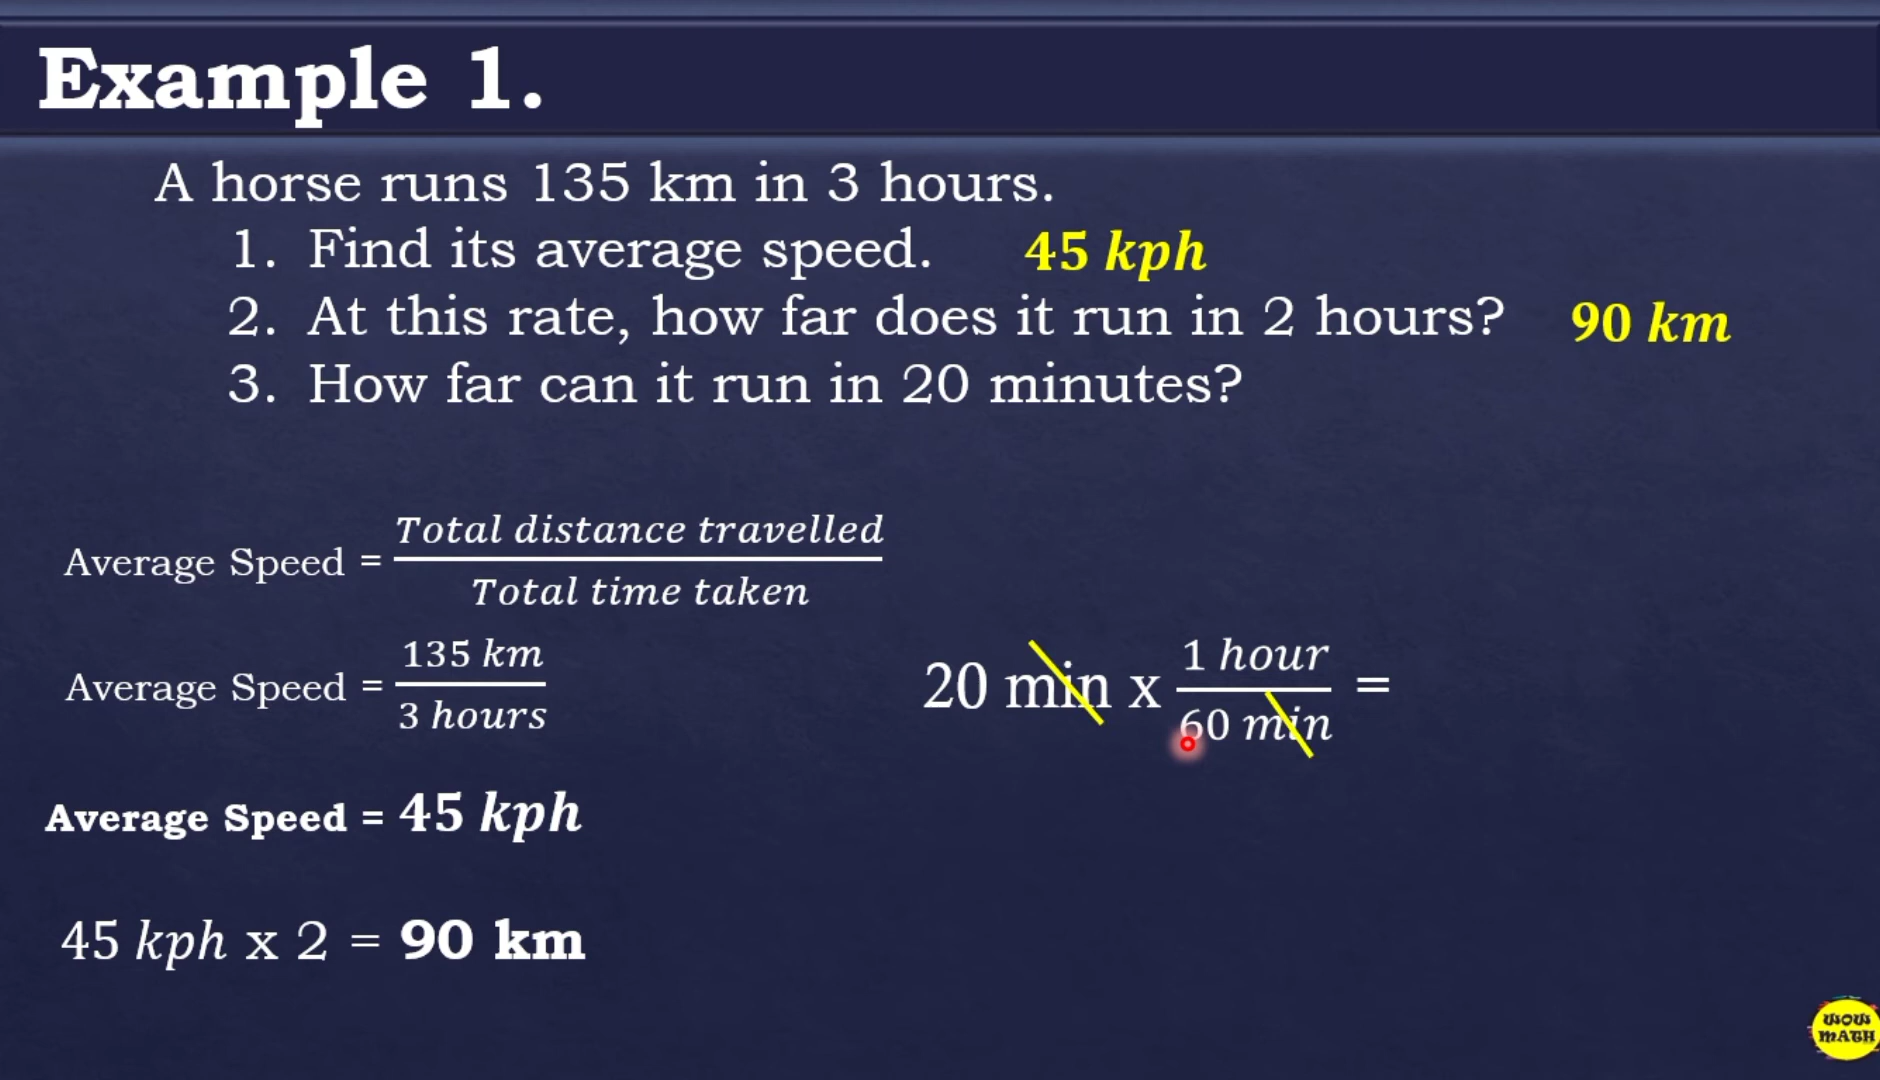 Example 1.
A horse runs 135 km in 3 hours.
1. Find its average speed. 45 kph
2. At this rate, how far does it run in 2 hours? 90 km
3. How far can it run in 20 minutes?
Average Speed = Total distance travelled / Total time taken
Average Speed = 135 km / 3 hours
20 min x 1 hour / 60 min =
Average Speed = 45 kph
45 kph x 2 = 90 km
WOW
MATH